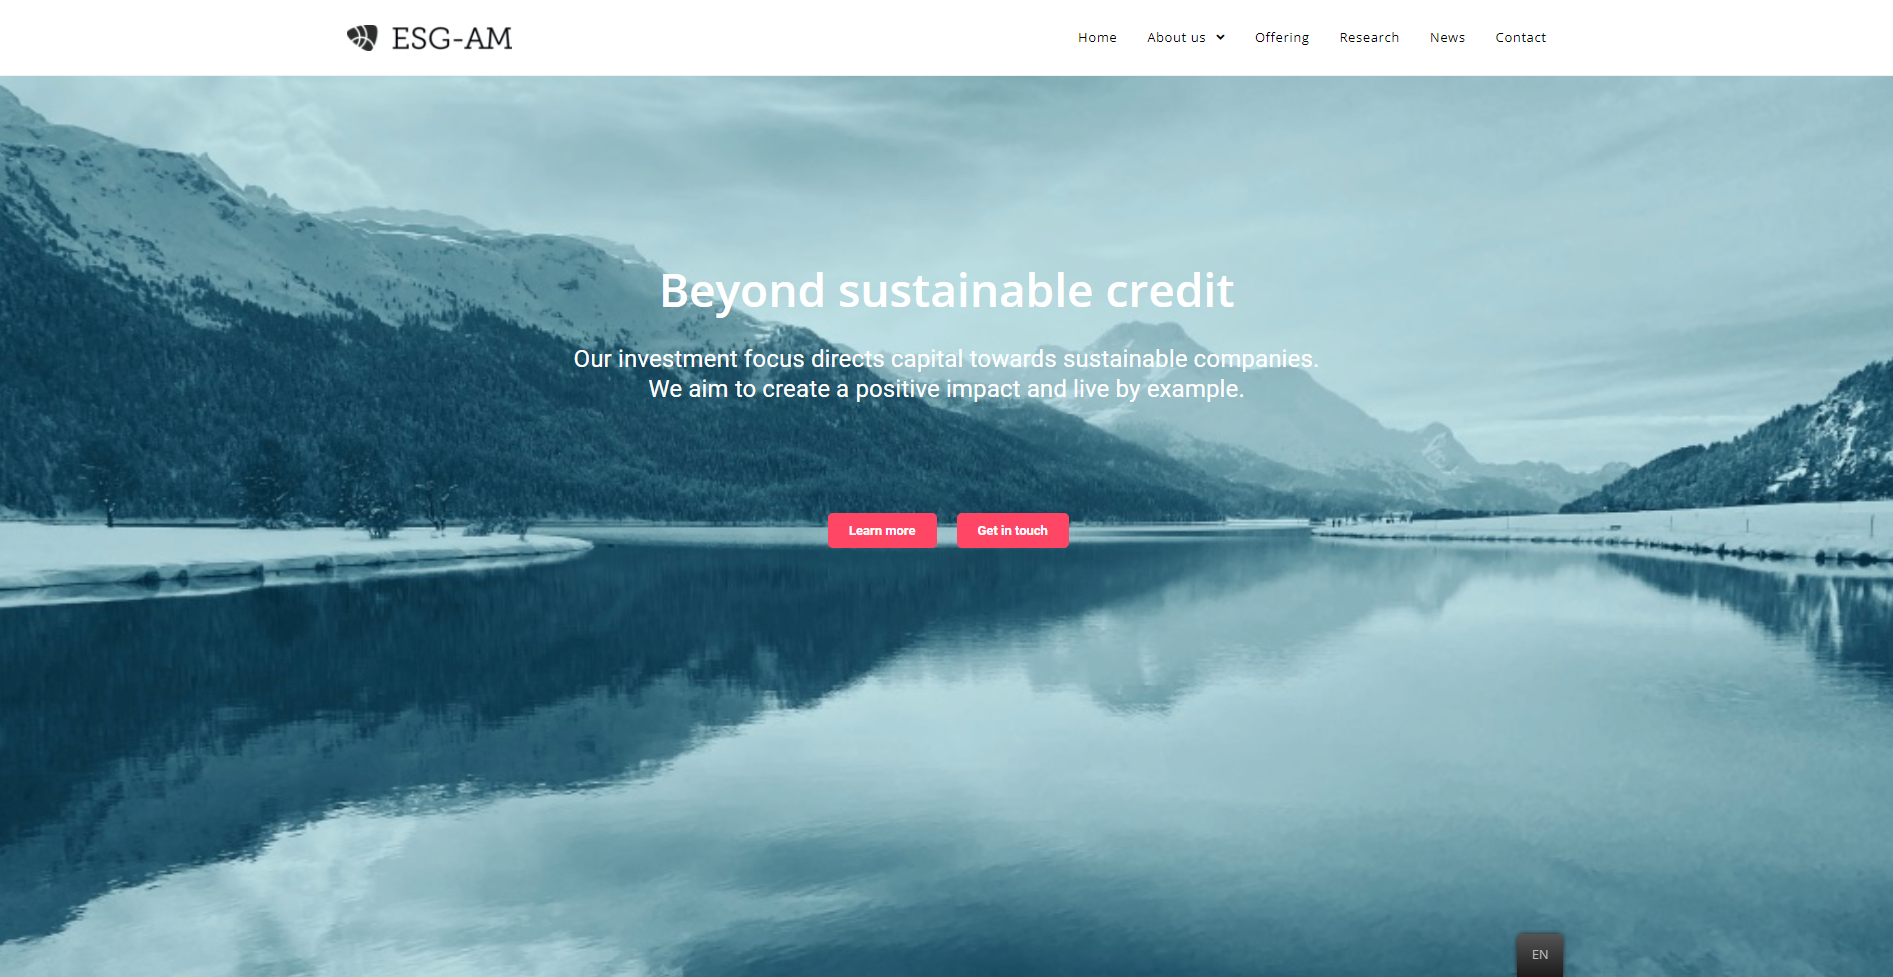 ESG-AM
Home
About us
Offering
Research
News
Contact
Beyond sustainable credit
Our investment focus directs capital towards sustainable companies.
We aim to create a positive impact and live by example.
Learn more
Get in touch
EN